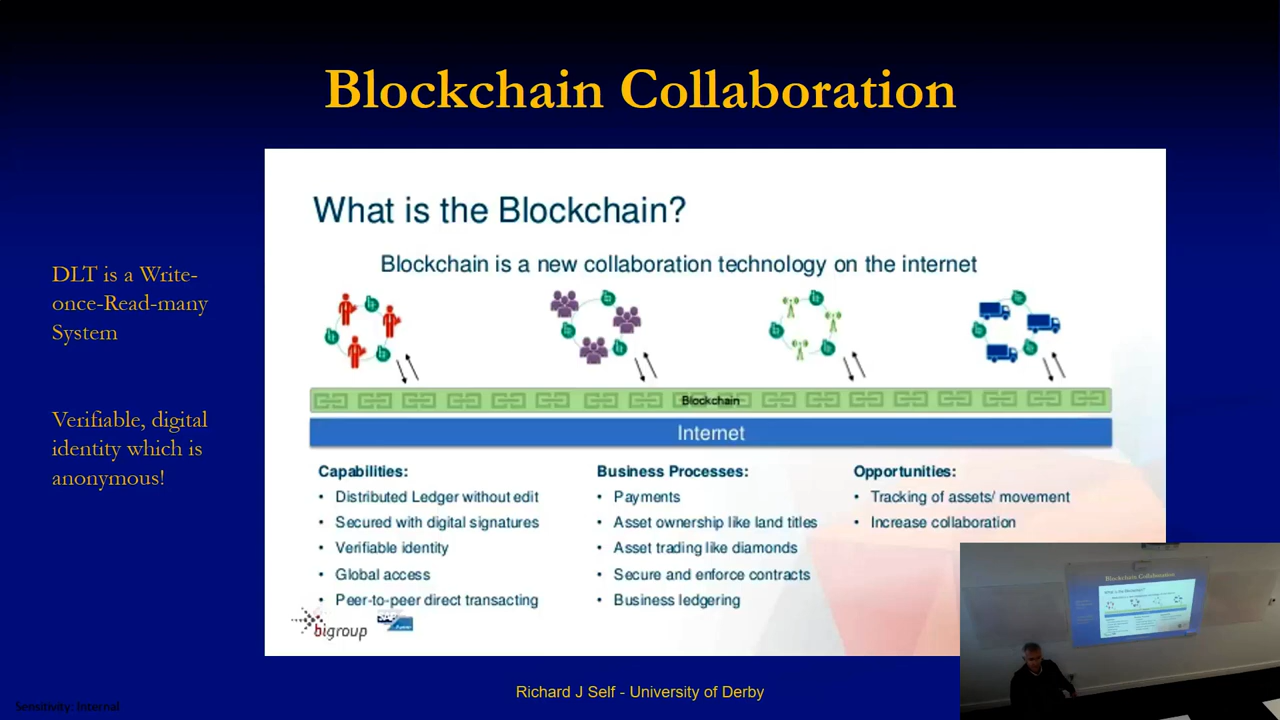 Blockchain Collaboration
DLT is a Write-
once-Read-many
System
Verifiable, digital
identity which is
anonymous!
What is the Blockchain?
Blockchain is a new collaboration technology on the internet
Blockchain
Internet
Capabilities:
• Distributed Ledger without edit
• Secured with digital signatures
• Verifiable identity
• Global access
• Peer-to-peer direct transacting
Business Processes:
• Payments
• Asset ownership like land titles
• Asset trading like diamonds
• Secure and enforce contracts
• Business ledgering
Opportunities:
• Tracking of assets/ movement
• Increase collaboration
bigroup
SAP
Richard J Self - University of Derby
Sensitivity: Internal
Blockchain Collaboration